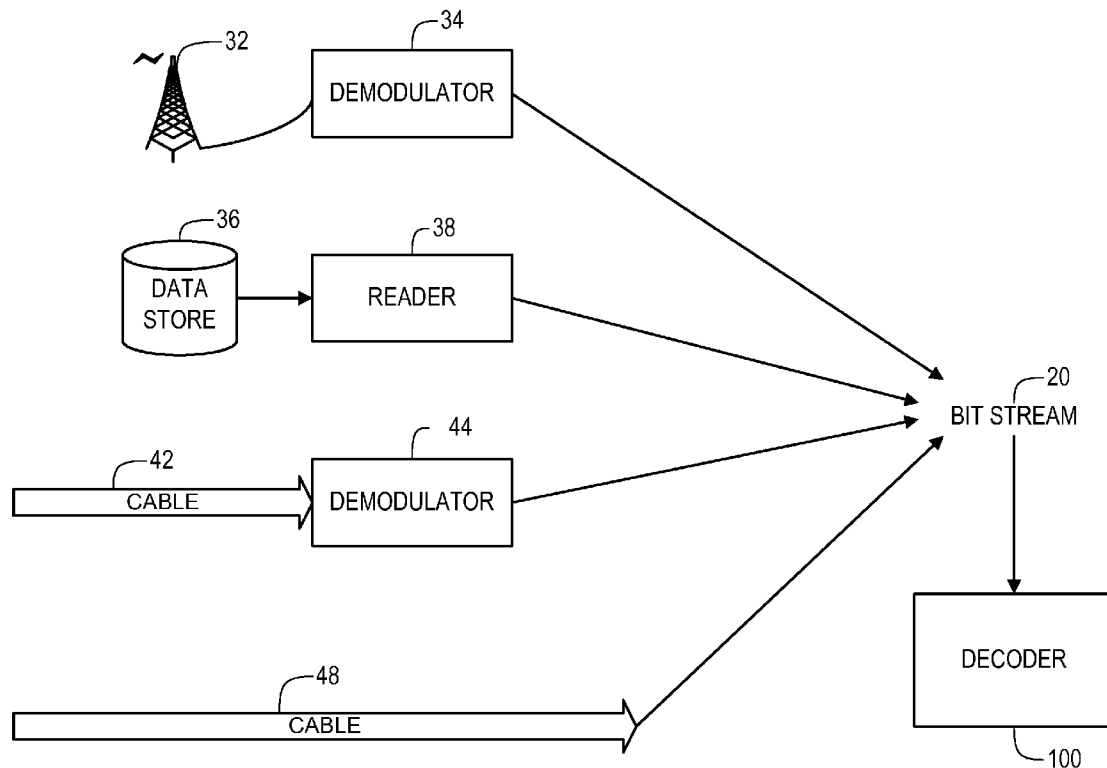 32
34
DEMODULATOR
36
DATA
STORE
38
READER
20
BIT STREAM
42
CABLE
44
DEMODULATOR
DECODER
100
48
CABLE